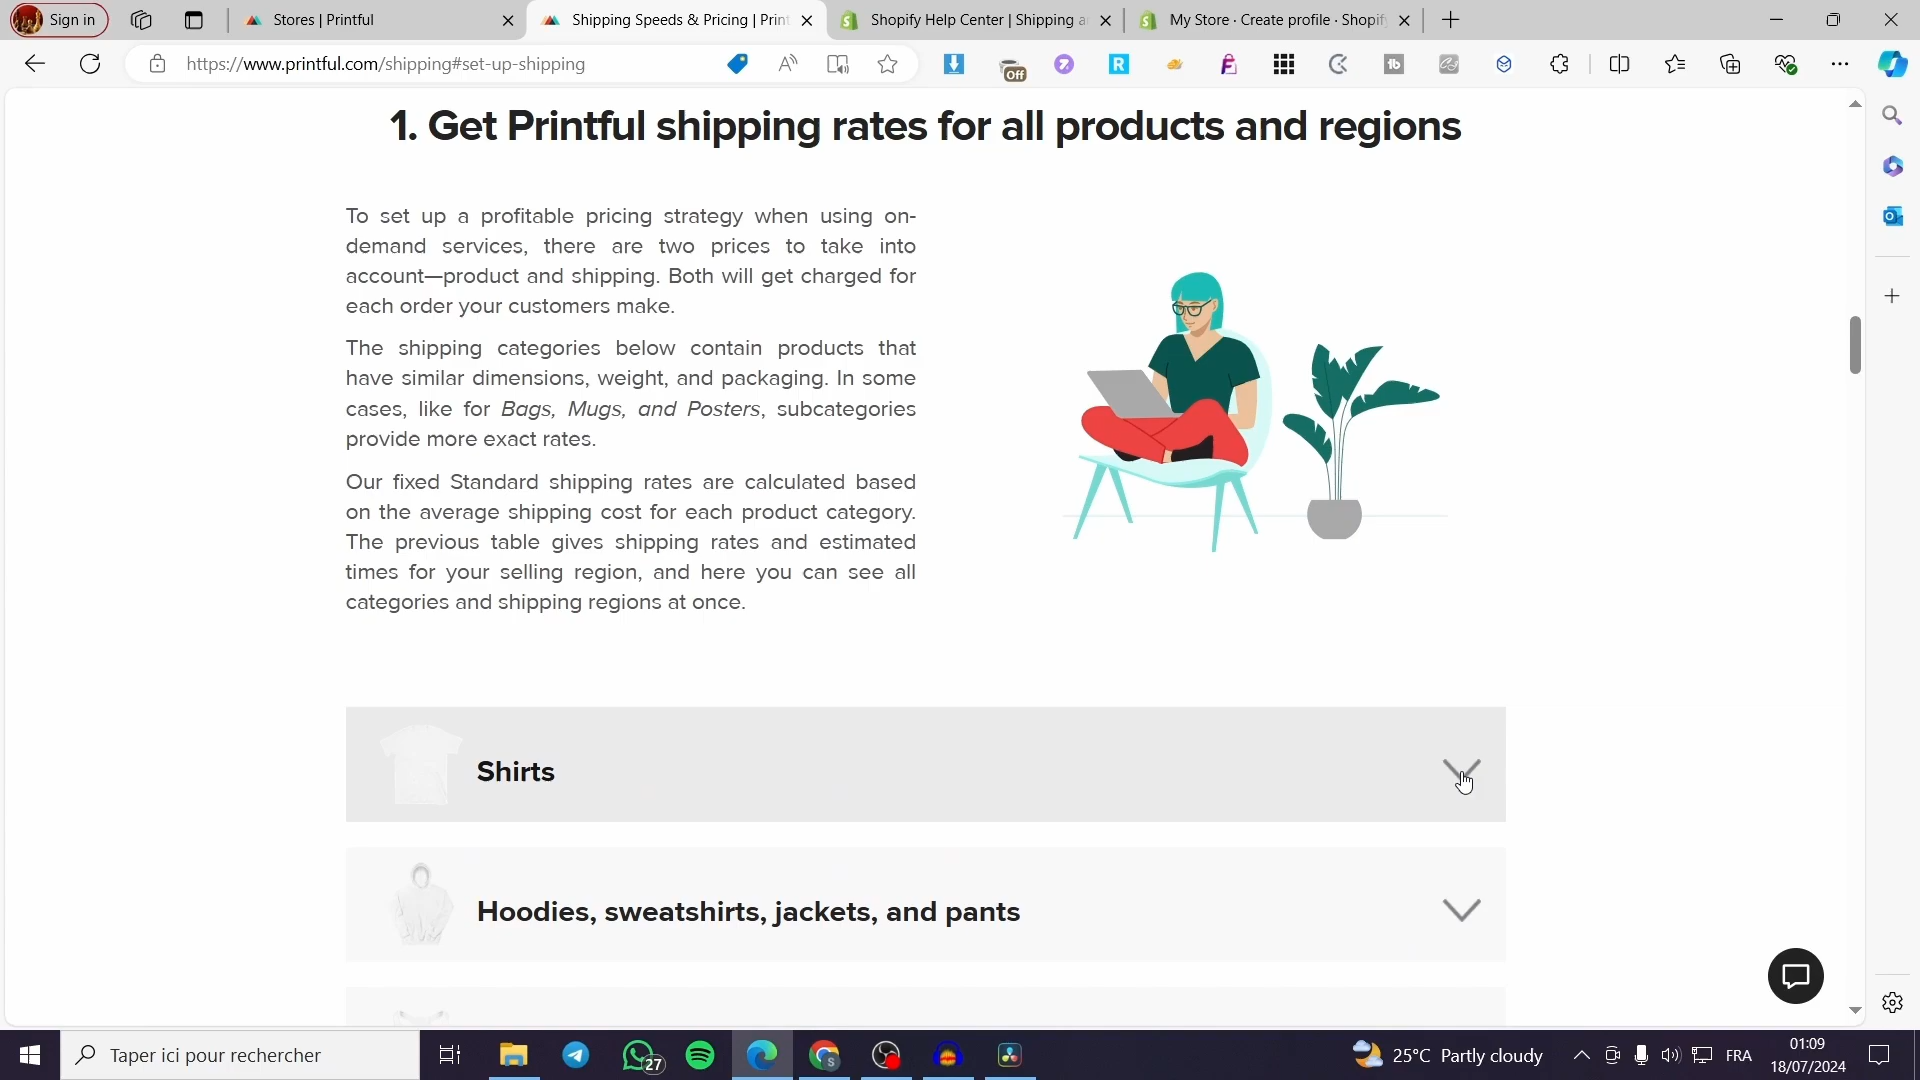 Sign in
Stores | Printful
Shipping Speeds & Pricing | Print
Shopify Help Center | Shipping a
My Store · Create profile · Shopif
https://www.printful.com/shipping#set-up-shipping
Off
1. Get Printful shipping rates for all products and regions
To set up a profitable pricing strategy when using on-
demand services, there are two prices to take into
account—product and shipping. Both will get charged for
each order your customers make.
The shipping categories below contain products that
have similar dimensions, weight, and packaging. In some
cases, like for Bags, Mugs, and Posters, subcategories
provide more exact rates.
Our fixed Standard shipping rates are calculated based
on the average shipping cost for each product category.
The previous table gives shipping rates and estimated
times for your selling region, and here you can see all
categories and shipping regions at once.
Shirts
Hoodies, sweatshirts, jackets, and pants
Taper ici pour rechercher
27
25°C Partly cloudy
FRA
01:09
18/07/2024